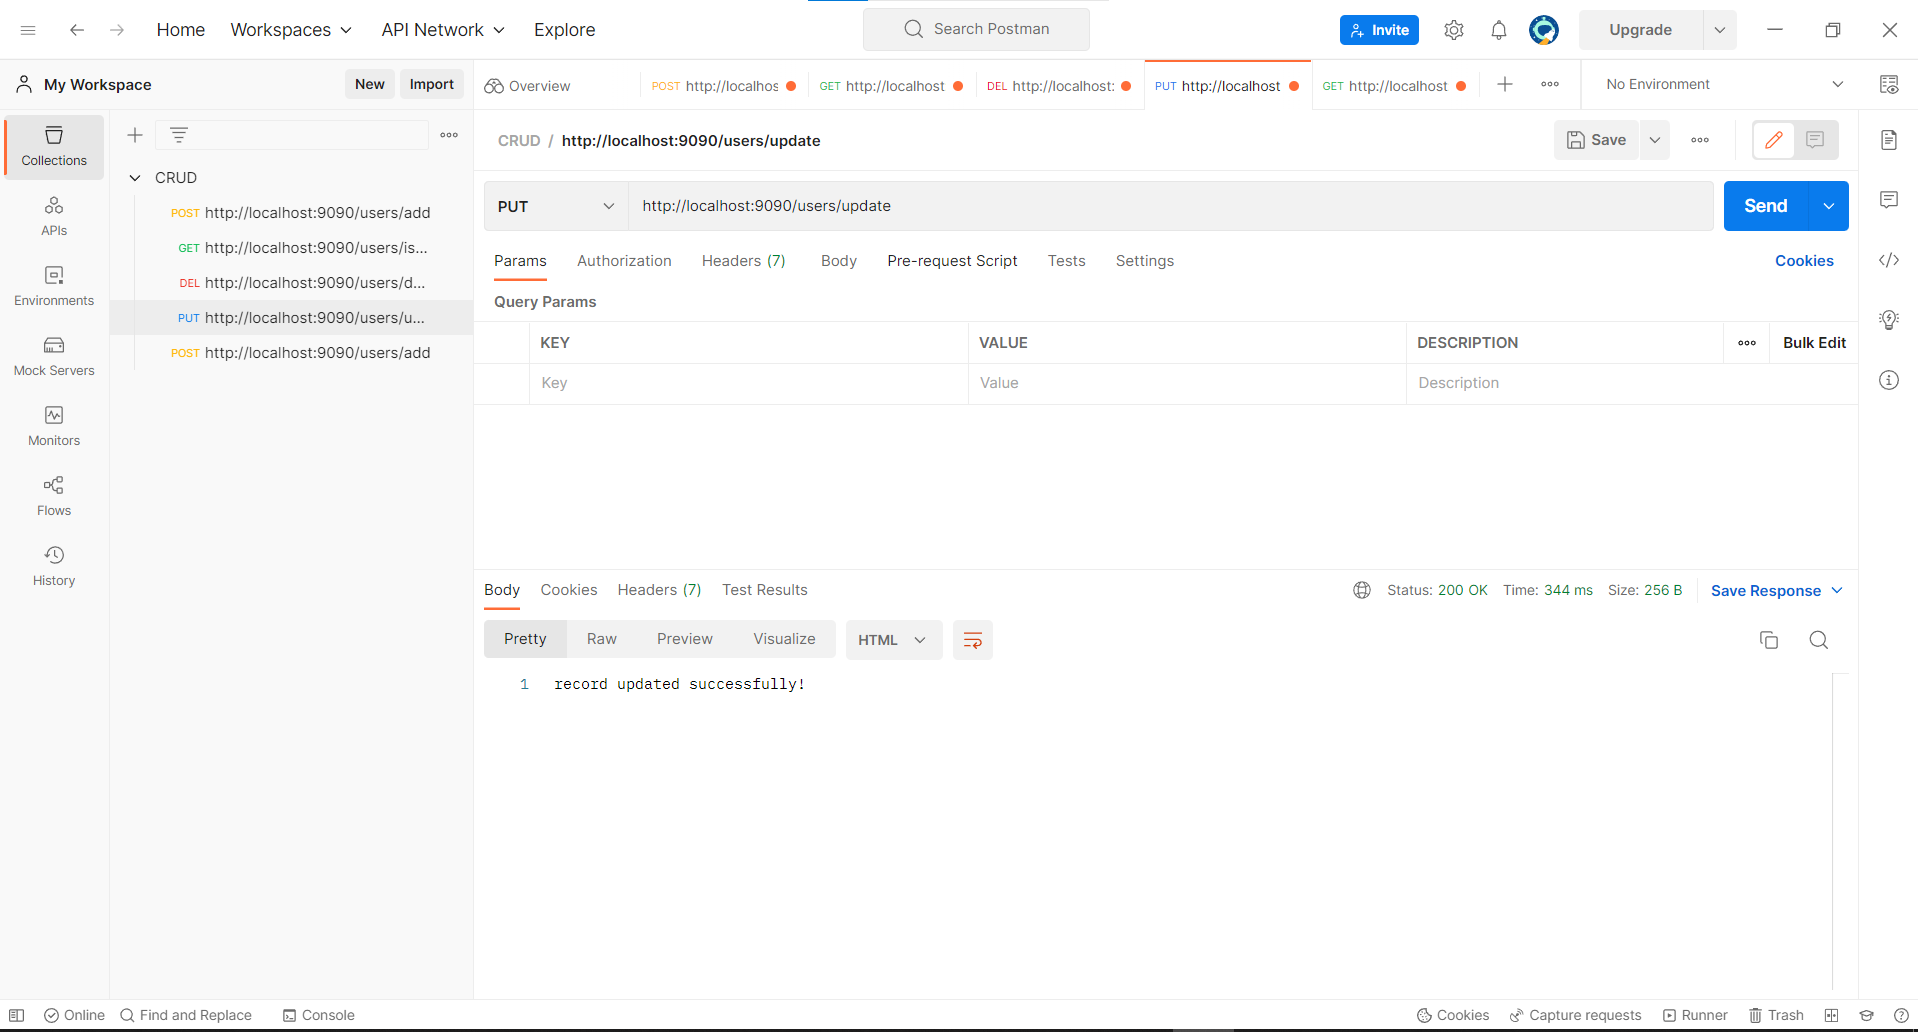 Home Workspaces API Network Explore Search Postman Invite Upgrade
My Workspace New Import
Overview POST http://localhos GET http://localhost DEL http://localhost: PUT http://localhost GET http://localhost No Environment
Collections
APIs
Environments
Mock Servers
Monitors
Flows
History
CRUD
POST http://localhost:9090/users/add
GET http://localhost:9090/users/is...
DEL http://localhost:9090/users/d...
PUT http://localhost:9090/users/u...
POST http://localhost:9090/users/add
CRUD / http://localhost:9090/users/update Save
PUT http://localhost:9090/users/update Send
Params Authorization Headers (7) Body Pre-request Script Tests Settings Cookies
Query Params
KEY VALUE DESCRIPTION Bulk Edit
Key Value Description
Body Cookies Headers (7) Test Results Status: 200 OK Time: 344 ms Size: 256 B Save Response
Pretty Raw Preview Visualize HTML
1 record updated successfully!
Online Find and Replace Console Cookies Capture requests Runner Trash